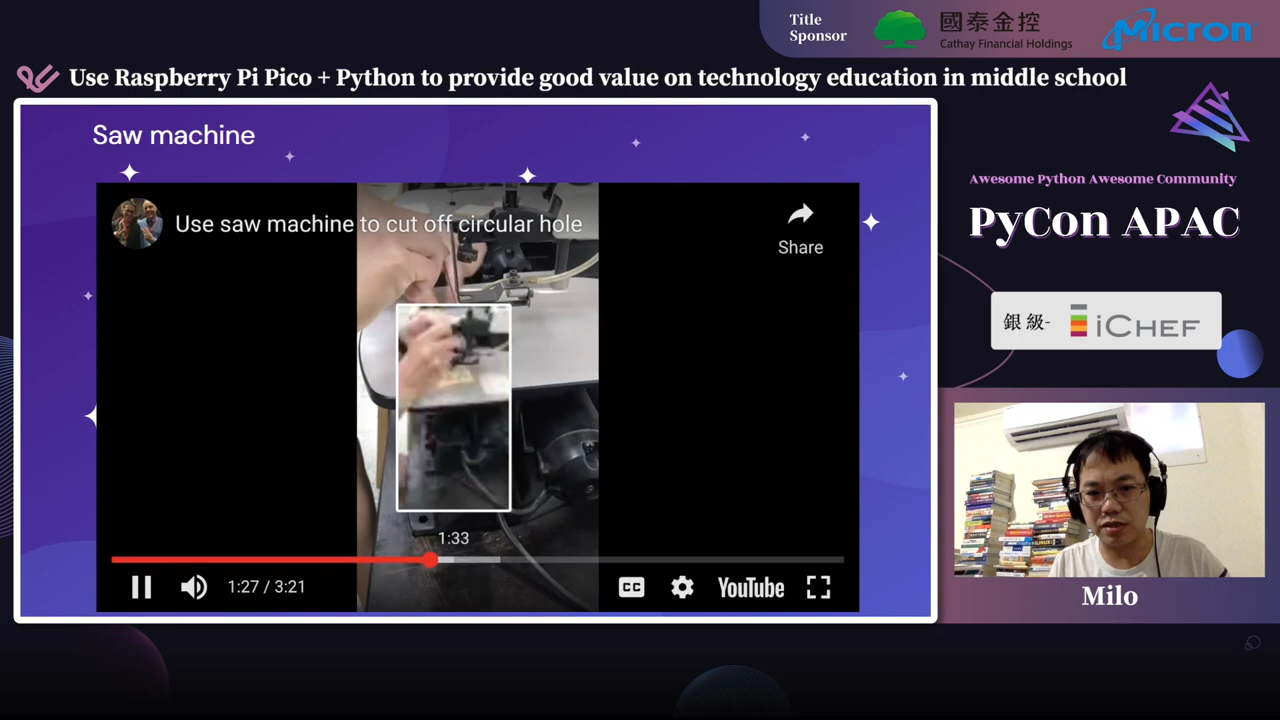 Title
Sponsor
國泰金控
Cathay Financial Holdings
Micron
Use Raspberry Pi Pico + Python to provide good value on technology education in middle school
Saw machine
Use saw machine to cut off circular hole
Share
1:33
1:27 / 3:21
CC
YouTube
Awesome Python Awesome Community
PyCon APAC
銀級-
iCHEF
Milo